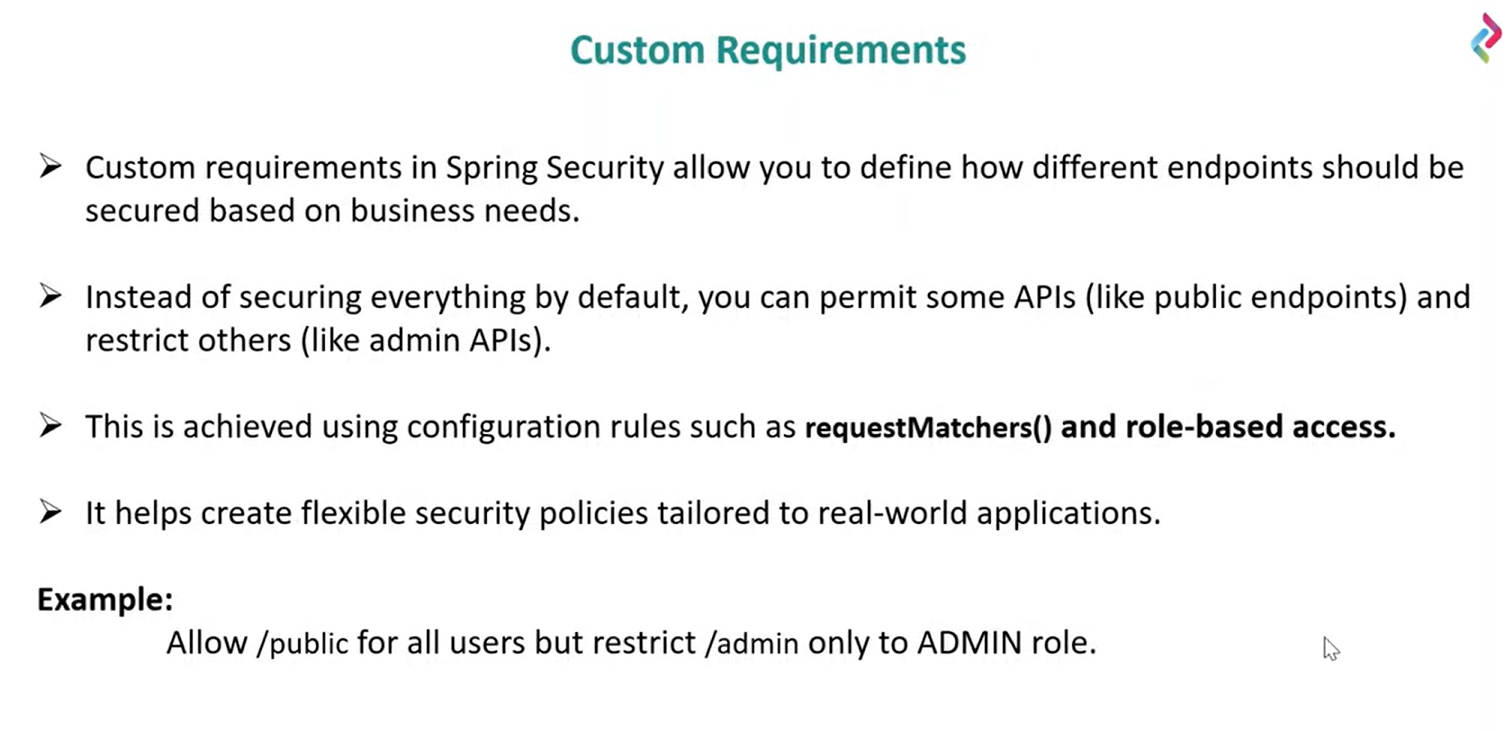 Custom Requirements
➢ Custom requirements in Spring Security allow you to define how different endpoints should be
secured based on business needs.
➢ Instead of securing everything by default, you can permit some APIs (like public endpoints) and
restrict others (like admin APIs).
➢ This is achieved using configuration rules such as requestMatchers() and role-based access.
➢ It helps create flexible security policies tailored to real-world applications.
Example:
Allow /public for all users but restrict /admin only to ADMIN role.